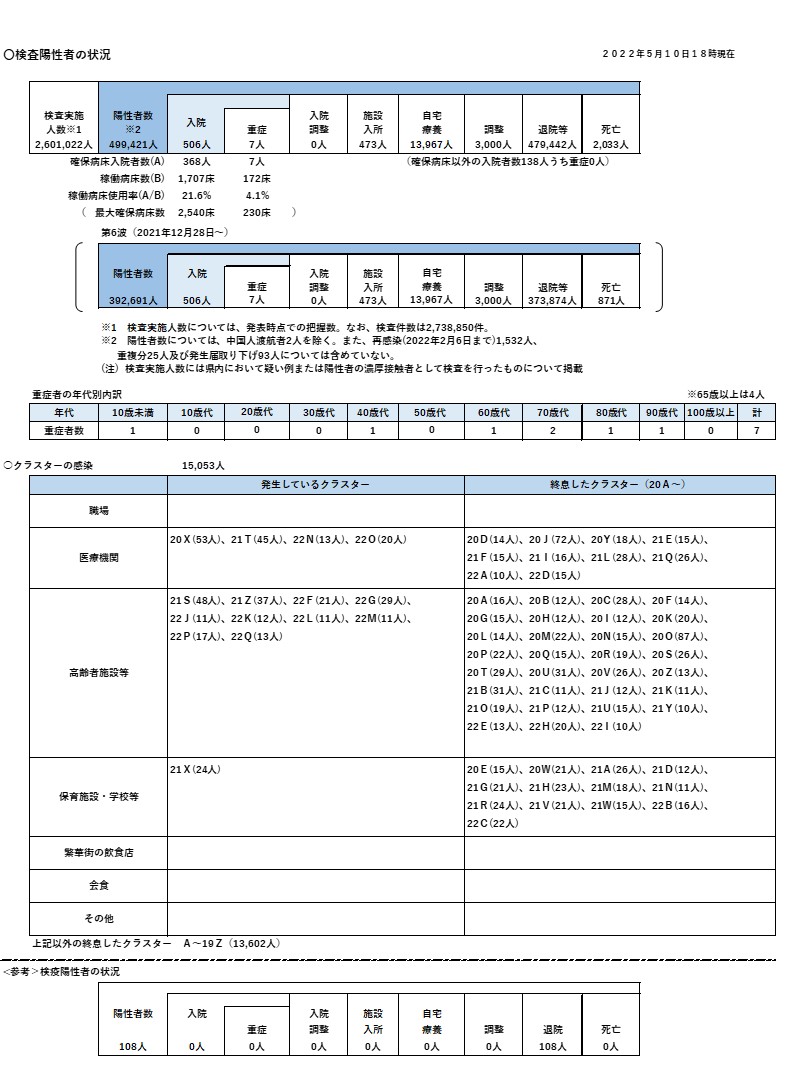 〇検査陽性者の状況
２０２２年５月１０日１８時現在
検査実施人数※1 陽性者数※2 入院 重症 入院調整 施設入所 自宅療養 調整 退院等 死亡
2,601,022人 499,421人 506人 7人 0人 473人 13,967人 3,000人 479,442人 2,033人
確保病床入院者数(A) 368人 7人 （確保病床以外の入院者数138人うち重症0人）
稼働病床数(B) 1,707床 172床
稼働病床使用率(A/B) 21.6% 4.1%
（ 最大確保病床数 2,540床 230床 ）
第6波（2021年12月28日～）
陽性者数 入院 重症 入院調整 施設入所 自宅療養 調整 退院等 死亡
392,691人 506人 7人 0人 473人 13,967人 3,000人 373,874人 871人
※1 検査実施人数については、発表時点での把握数。なお、検査件数は2,738,850件。
※2 陽性者数については、中国人渡航者2人を除く。また、再感染(2022年2月6日まで)1,532人、
重複分25人及び発生届取り下げ93人については含めていない。
(注) 検査実施人数には県内において疑い例または陽性者の濃厚接触者として検査を行ったものについて掲載
重症者の年代別内訳 ※65歳以上は4人
年代 10歳未満 10歳代 20歳代 30歳代 40歳代 50歳代 60歳代 70歳代 80歳代 90歳代 100歳以上 計
重症者数 1 0 0 0 1 0 1 2 1 1 0 7
○クラスターの感染 15,053人
発生しているクラスター 終息したクラスター（20Ａ～）
職場
医療機関
20Ｘ(53人)、21Ｔ(45人)、22Ｎ(13人)、22Ｏ(20人)
20Ｄ(14人)、20Ｊ(72人)、20Ｙ(18人)、21Ｅ(15人)、
21Ｆ(15人)、21Ｉ(16人)、21Ｌ(28人)、21Ｑ(26人)、
22Ａ(10人)、22Ｄ(15人)
高齢者施設等
21Ｓ(48人)、21Ｚ(37人)、22Ｆ(21人)、22Ｇ(29人)、
22Ｊ(11人)、22Ｋ(12人)、22Ｌ(11人)、22Ｍ(11人)、
22Ｐ(17人)、22Ｑ(13人)
20Ａ(16人)、20Ｂ(12人)、20Ｃ(28人)、20Ｆ(14人)、
20Ｇ(15人)、20Ｈ(12人)、20Ｉ(12人)、20Ｋ(20人)、
20Ｌ(14人)、20Ｍ(22人)、20Ｎ(15人)、20Ｏ(87人)、
20Ｐ(22人)、20Ｑ(15人)、20Ｒ(19人)、20Ｓ(26人)、
20Ｔ(29人)、20Ｕ(31人)、20Ｖ(26人)、20Ｚ(13人)、
21Ｂ(31人)、21Ｃ(11人)、21Ｊ(12人)、21Ｋ(11人)、
21Ｏ(19人)、21Ｐ(12人)、21Ｕ(15人)、21Ｙ(10人)、
22Ｅ(13人)、22Ｈ(20人)、22Ｉ(10人)
保育施設・学校等
21Ｘ(24人)
20Ｅ(15人)、20Ｗ(21人)、21Ａ(26人)、21Ｄ(12人)、
21Ｇ(21人)、21Ｈ(23人)、21Ｍ(18人)、21Ｎ(11人)、
21Ｒ(24人)、21Ｖ(21人)、21Ｗ(15人)、22Ｂ(16人)、
22Ｃ(22人)
繁華街の飲食店
会食
その他
上記以外の終息したクラスター Ａ～19Ｚ（13,602人）
<参考＞検疫陽性者の状況
陽性者数 入院 重症 入院調整 施設入所 自宅療養 調整 退院 死亡
108人 0人 0人 0人 0人 0人 0人 108人 0人